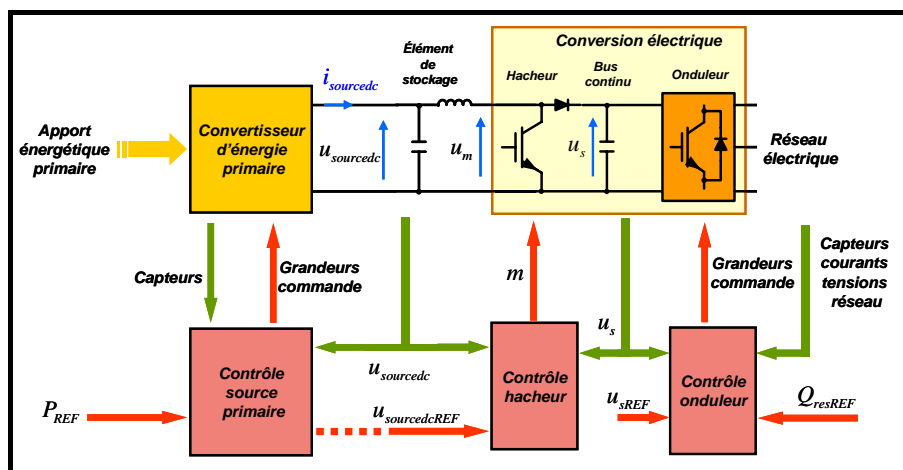 Conversion électrique
Élément
de
stockage
Hacheur
Bus
continu
Onduleur
i_sourcedc
Apport
énergétique
primaire
Convertisseur
d'énergie
primaire
u_sourcedc
u_m
u_s
Réseau
électrique
Capteurs
Grandeurs
commande
m
Grandeurs
commande
Capteurs
courants
tensions
réseau
u_s
Contrôle
source
primaire
u_sourcedc
Contrôle
hacheur
Contrôle
onduleur
P_REF
u_sourcedcREF
u_sREF
Q_resREF